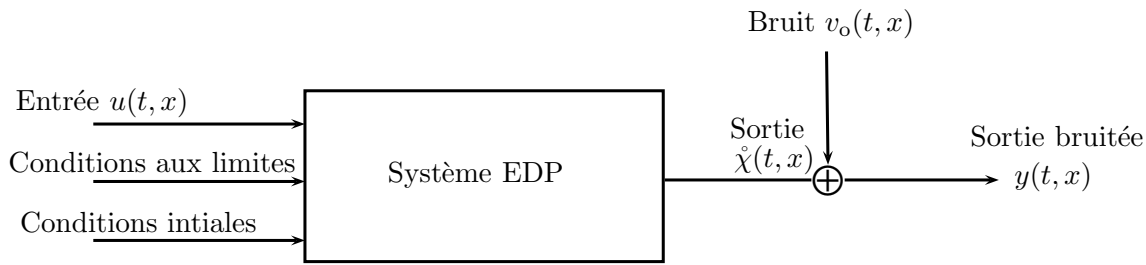 Bruit v_o(t, x)
Entrée u(t, x)
Conditions aux limites
Conditions intiales
Système EDP
Sortie
χ̊(t, x)
Sortie bruitée
y(t, x)